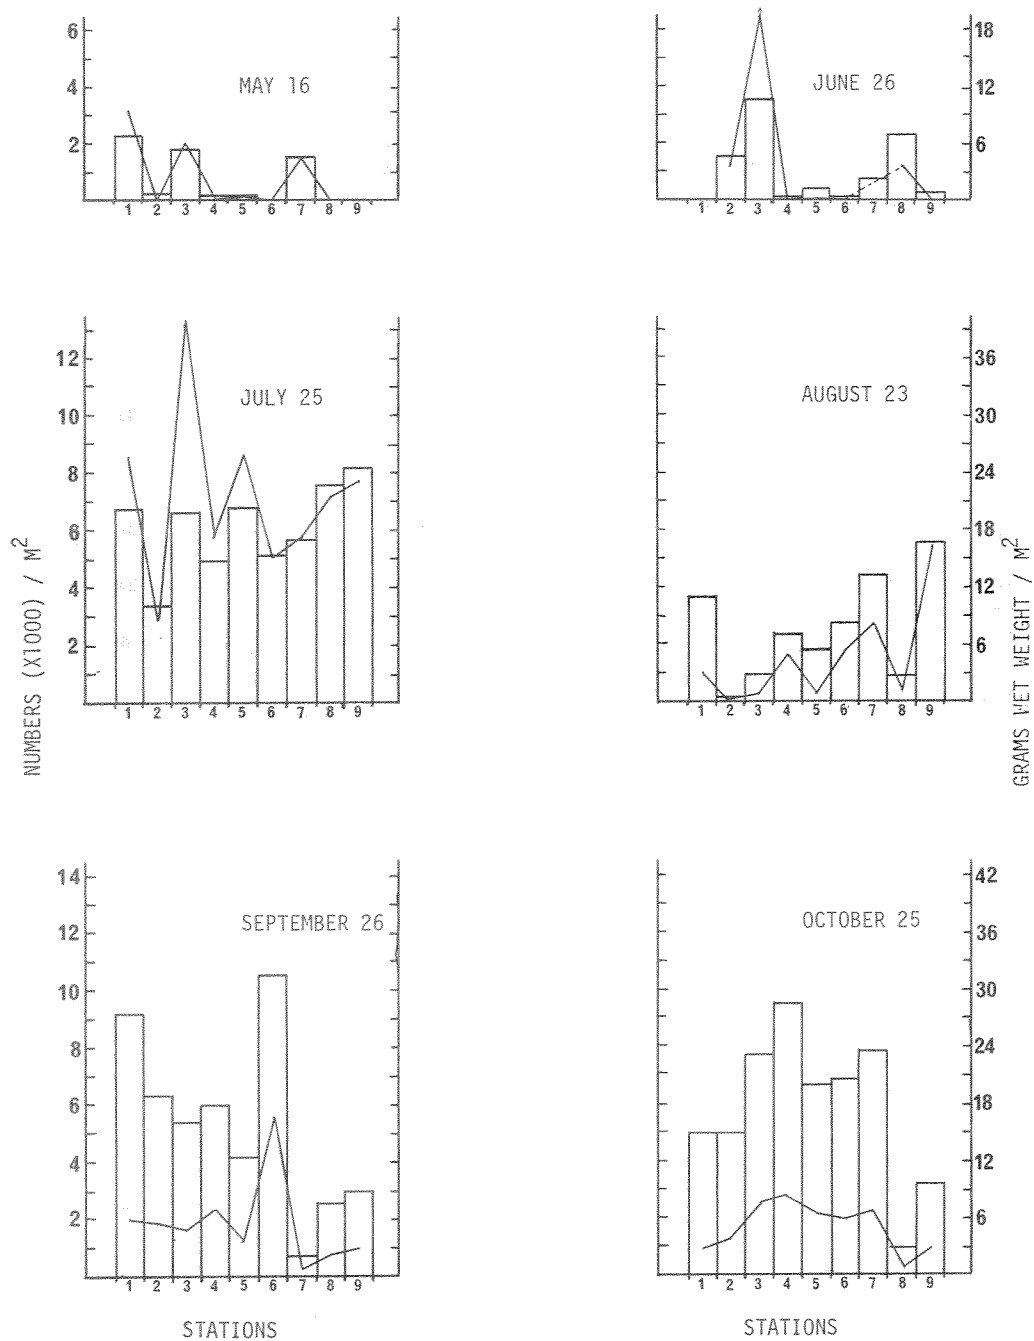 6
4
2
MAY 16
1 2 3 4 5 6 7 8 9
JUNE 26
18
12
6
1 2 3 4 5 6 7 8 9
NUMBERS (X1000) / M2
12
10
8
6
4
2
JULY 25
1 2 3 4 5 6 7 8 9
AUGUST 23
36
30
24
18
12
6
1 2 3 4 5 6 7 8 9
GRAMS WET WEIGHT / M2
14
12
10
8
6
4
2
SEPTEMBER 26
1 2 3 4 5 6 7 8 9
STATIONS
OCTOBER 25
42
36
30
24
18
12
6
1 2 3 4 5 6 7 8 9
STATIONS